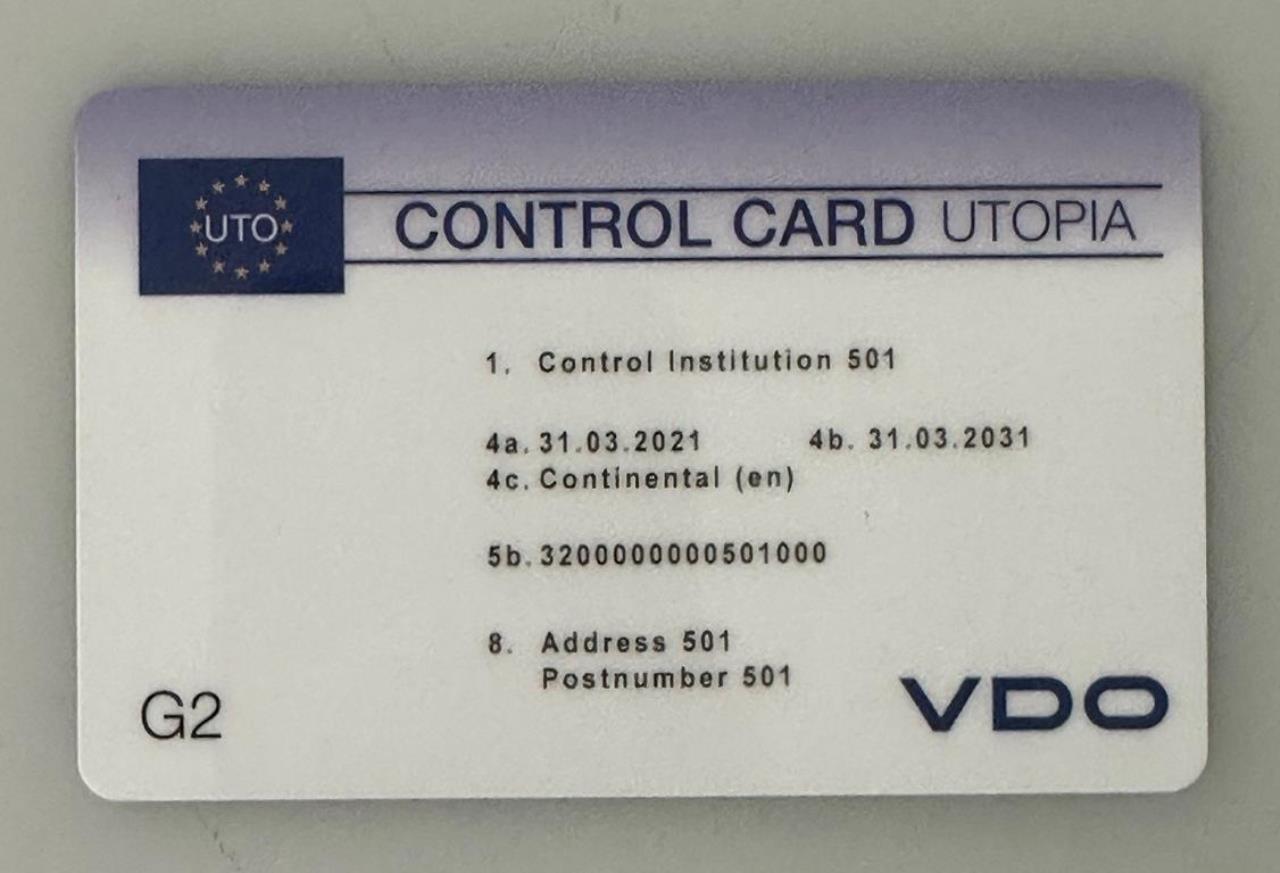 UTO
CONTROL CARD UTOPIA
1. Control Institution 501
4a. 31.03.2021 4b. 31.03.2031
4c. Continental (en)
5b. 3200000000501000
8. Address 501
Postnumber 501
G2
VDO